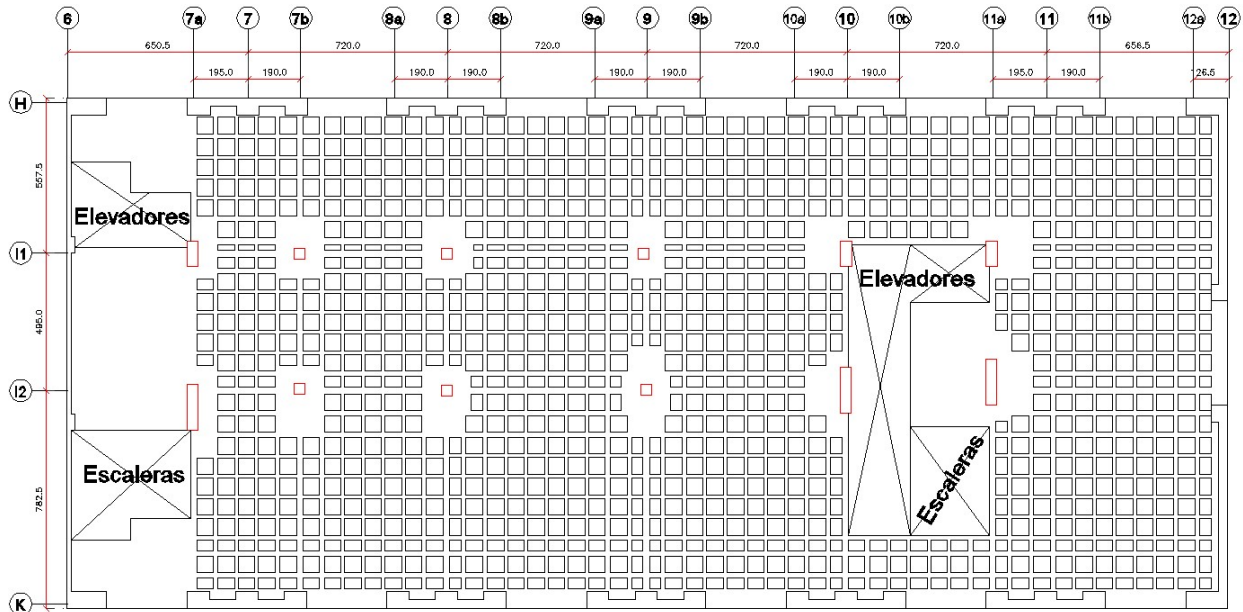 6 7a 7 7b 8a 8 8b 9a 9 9b 10a 10 10b 11a 11 11b 12a 12
650.5 720.0 720.0 720.0 720.0 656.5
195.0 190.0 190.0 190.0 190.0 190.0 190.0 190.0 195.0 190.0 126.5
H
557.5
Elevadores
I1
Elevadores
495.0
I2
Escaleras
Escaleras
782.5
K